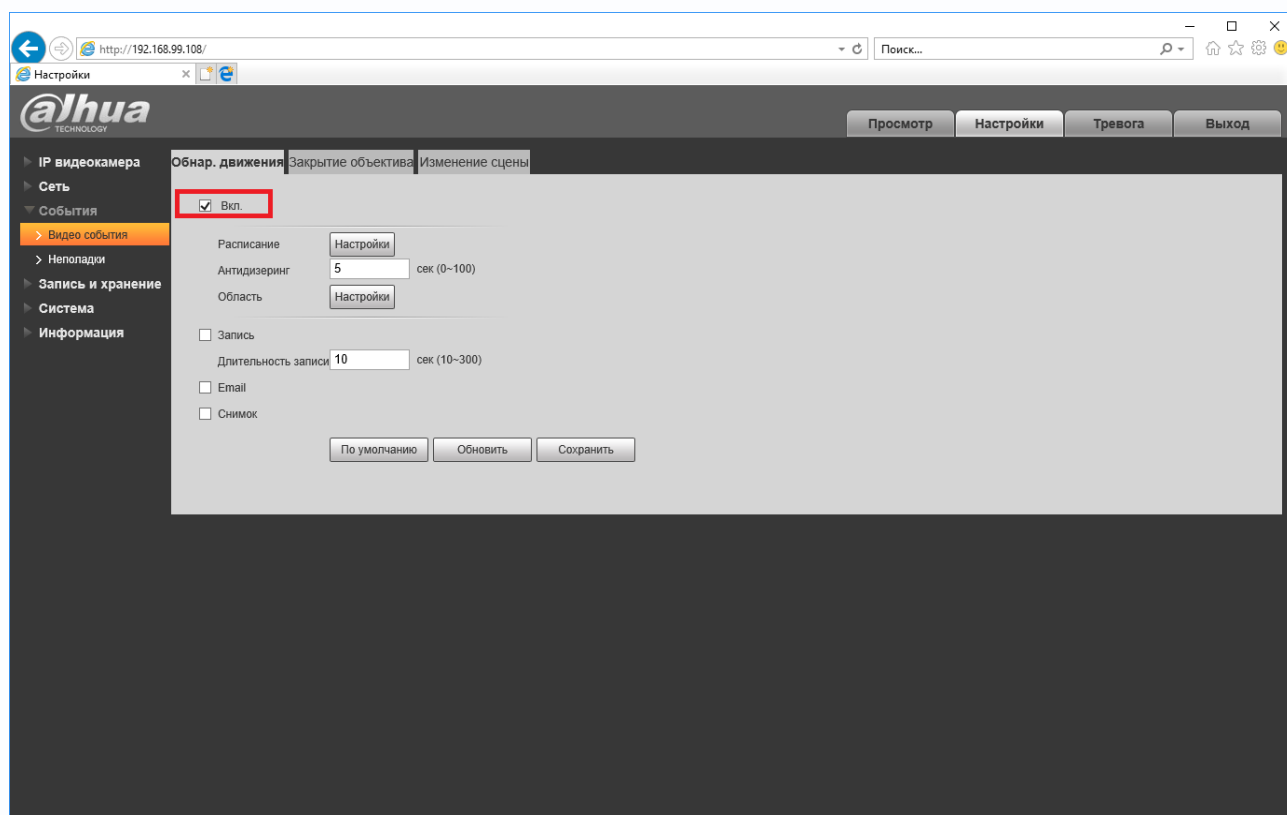 http://192.168.99.108/
Поиск...
Настройки
alhua
TECHNOLOGY
Просмотр Настройки Тревога Выход
IP видеокамера
Сеть
События
Видео события
Неполадки
Запись и хранение
Система
Информация
Обнар. движения Закрытие объектива Изменение сцены
Вкл.
Расписание Настройки
Антидизеринг 5 сек (0~100)
Область Настройки
Запись
Длительность записи 10 сек (10~300)
Email
Снимок
По умолчанию Обновить Сохранить